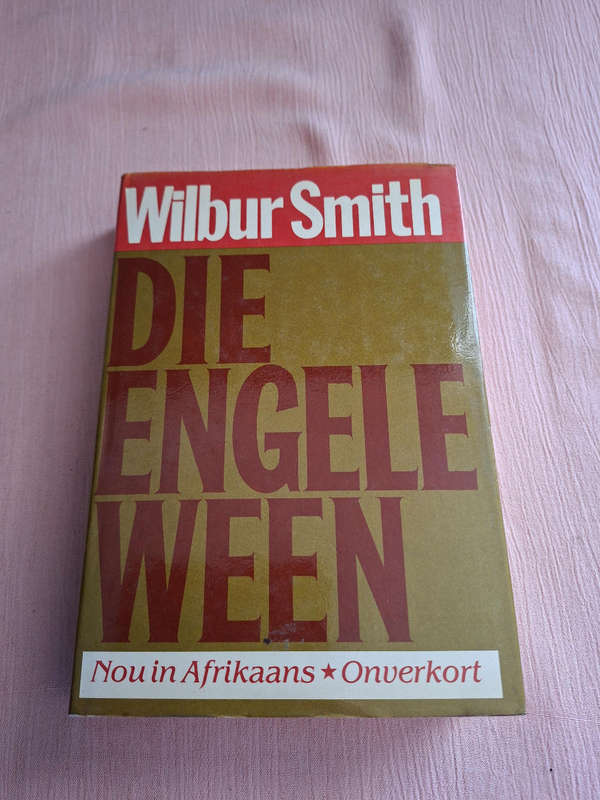 Wilbur Smith
DIE
ENGELE
WEEN
Nou in Afrikaans ★ Onverkort